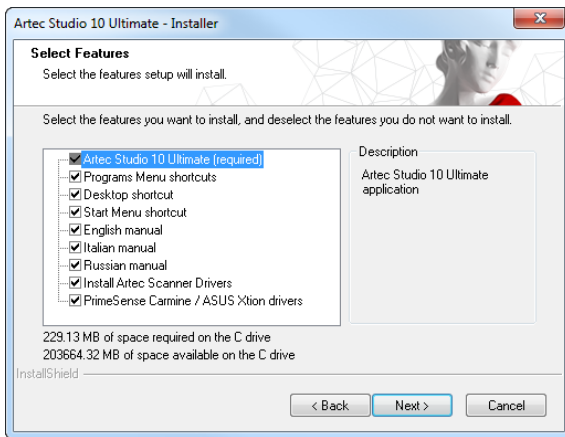 Artec Studio 10 Ultimate - Installer
Select Features
Select the features setup will install.
Select the features you want to install, and deselect the features you do not want to install.
Artec Studio 10 Ultimate (required)
Programs Menu shortcuts
Desktop shortcut
Start Menu shortcut
English manual
Italian manual
Russian manual
Install Artec Scanner Drivers
PrimeSense Carmine / ASUS Xtion drivers
Description
Artec Studio 10 Ultimate
application
229.13 MB of space required on the C drive
203664.32 MB of space available on the C drive
InstallShield
< Back
Next >
Cancel